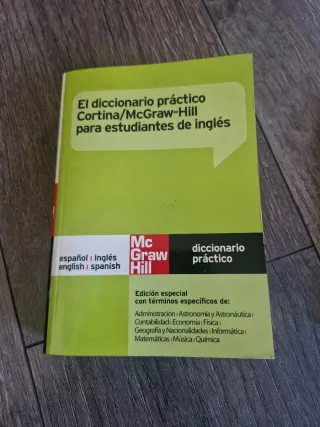 El diccionario práctico
Cortina/McGraw-Hill
para estudiantes de inglés
español | inglés
english | spanish
Mc
Graw
Hill
diccionario
práctico
Edición especial
con términos específicos de:
Administración | Astronomía y Astronáutica |
Contabilidad | Economía | Física |
Geografía y Nacionalidades | Informática |
Matemáticas | Música | Química